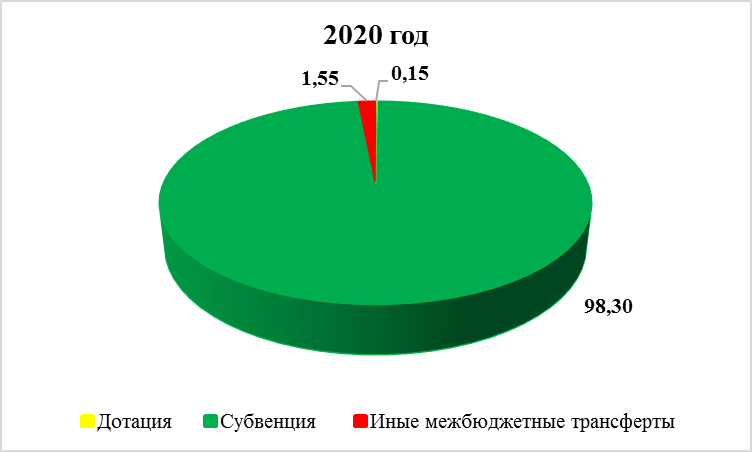 2020 год
1,55
0,15
98,30
Дотация
Субвенция
Иные межбюджетные трансферты